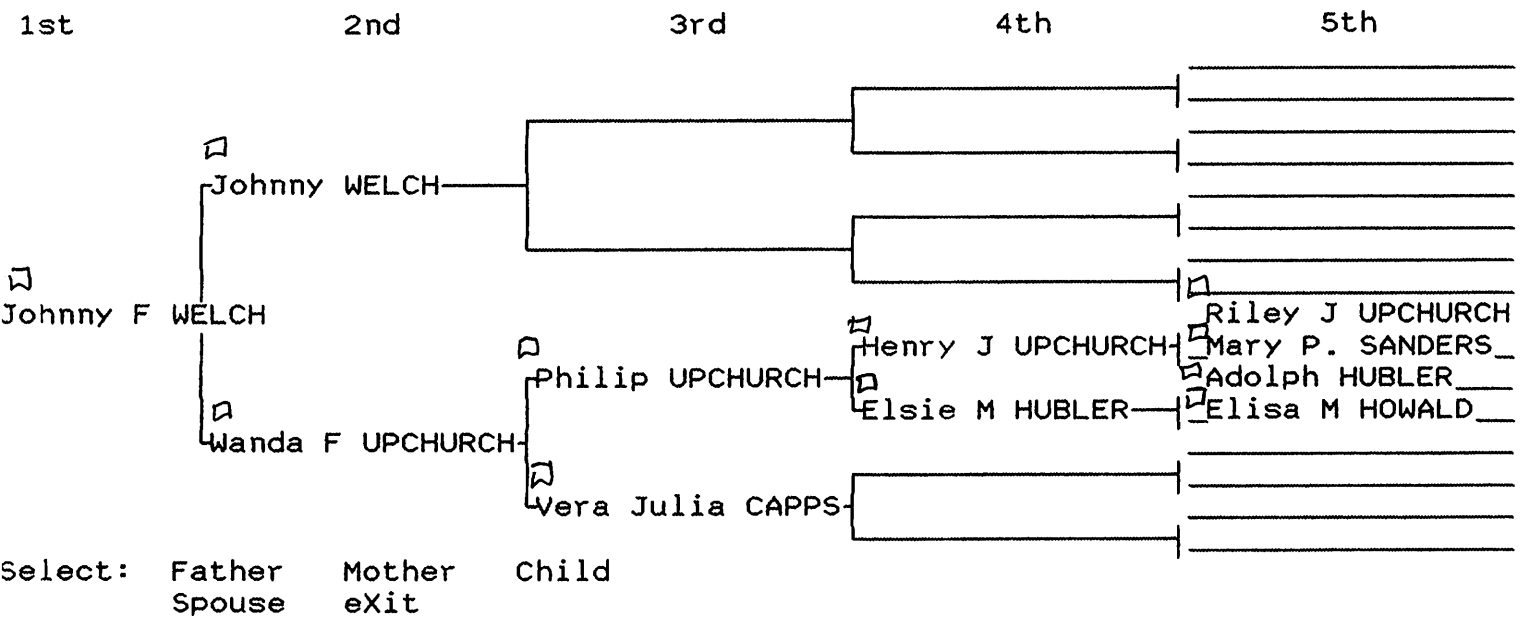 1st 2nd 3rd 4th 5th
Johnny WELCH
Johnny F WELCH
Riley J UPCHURCH
Henry J UPCHURCH Mary P. SANDERS
Philip UPCHURCH Adolph HUBLER
Elsie M HUBLER Elisa M HOWALD
Wanda F UPCHURCH
Vera Julia CAPPS
Select: Father Mother Child
Spouse eXit